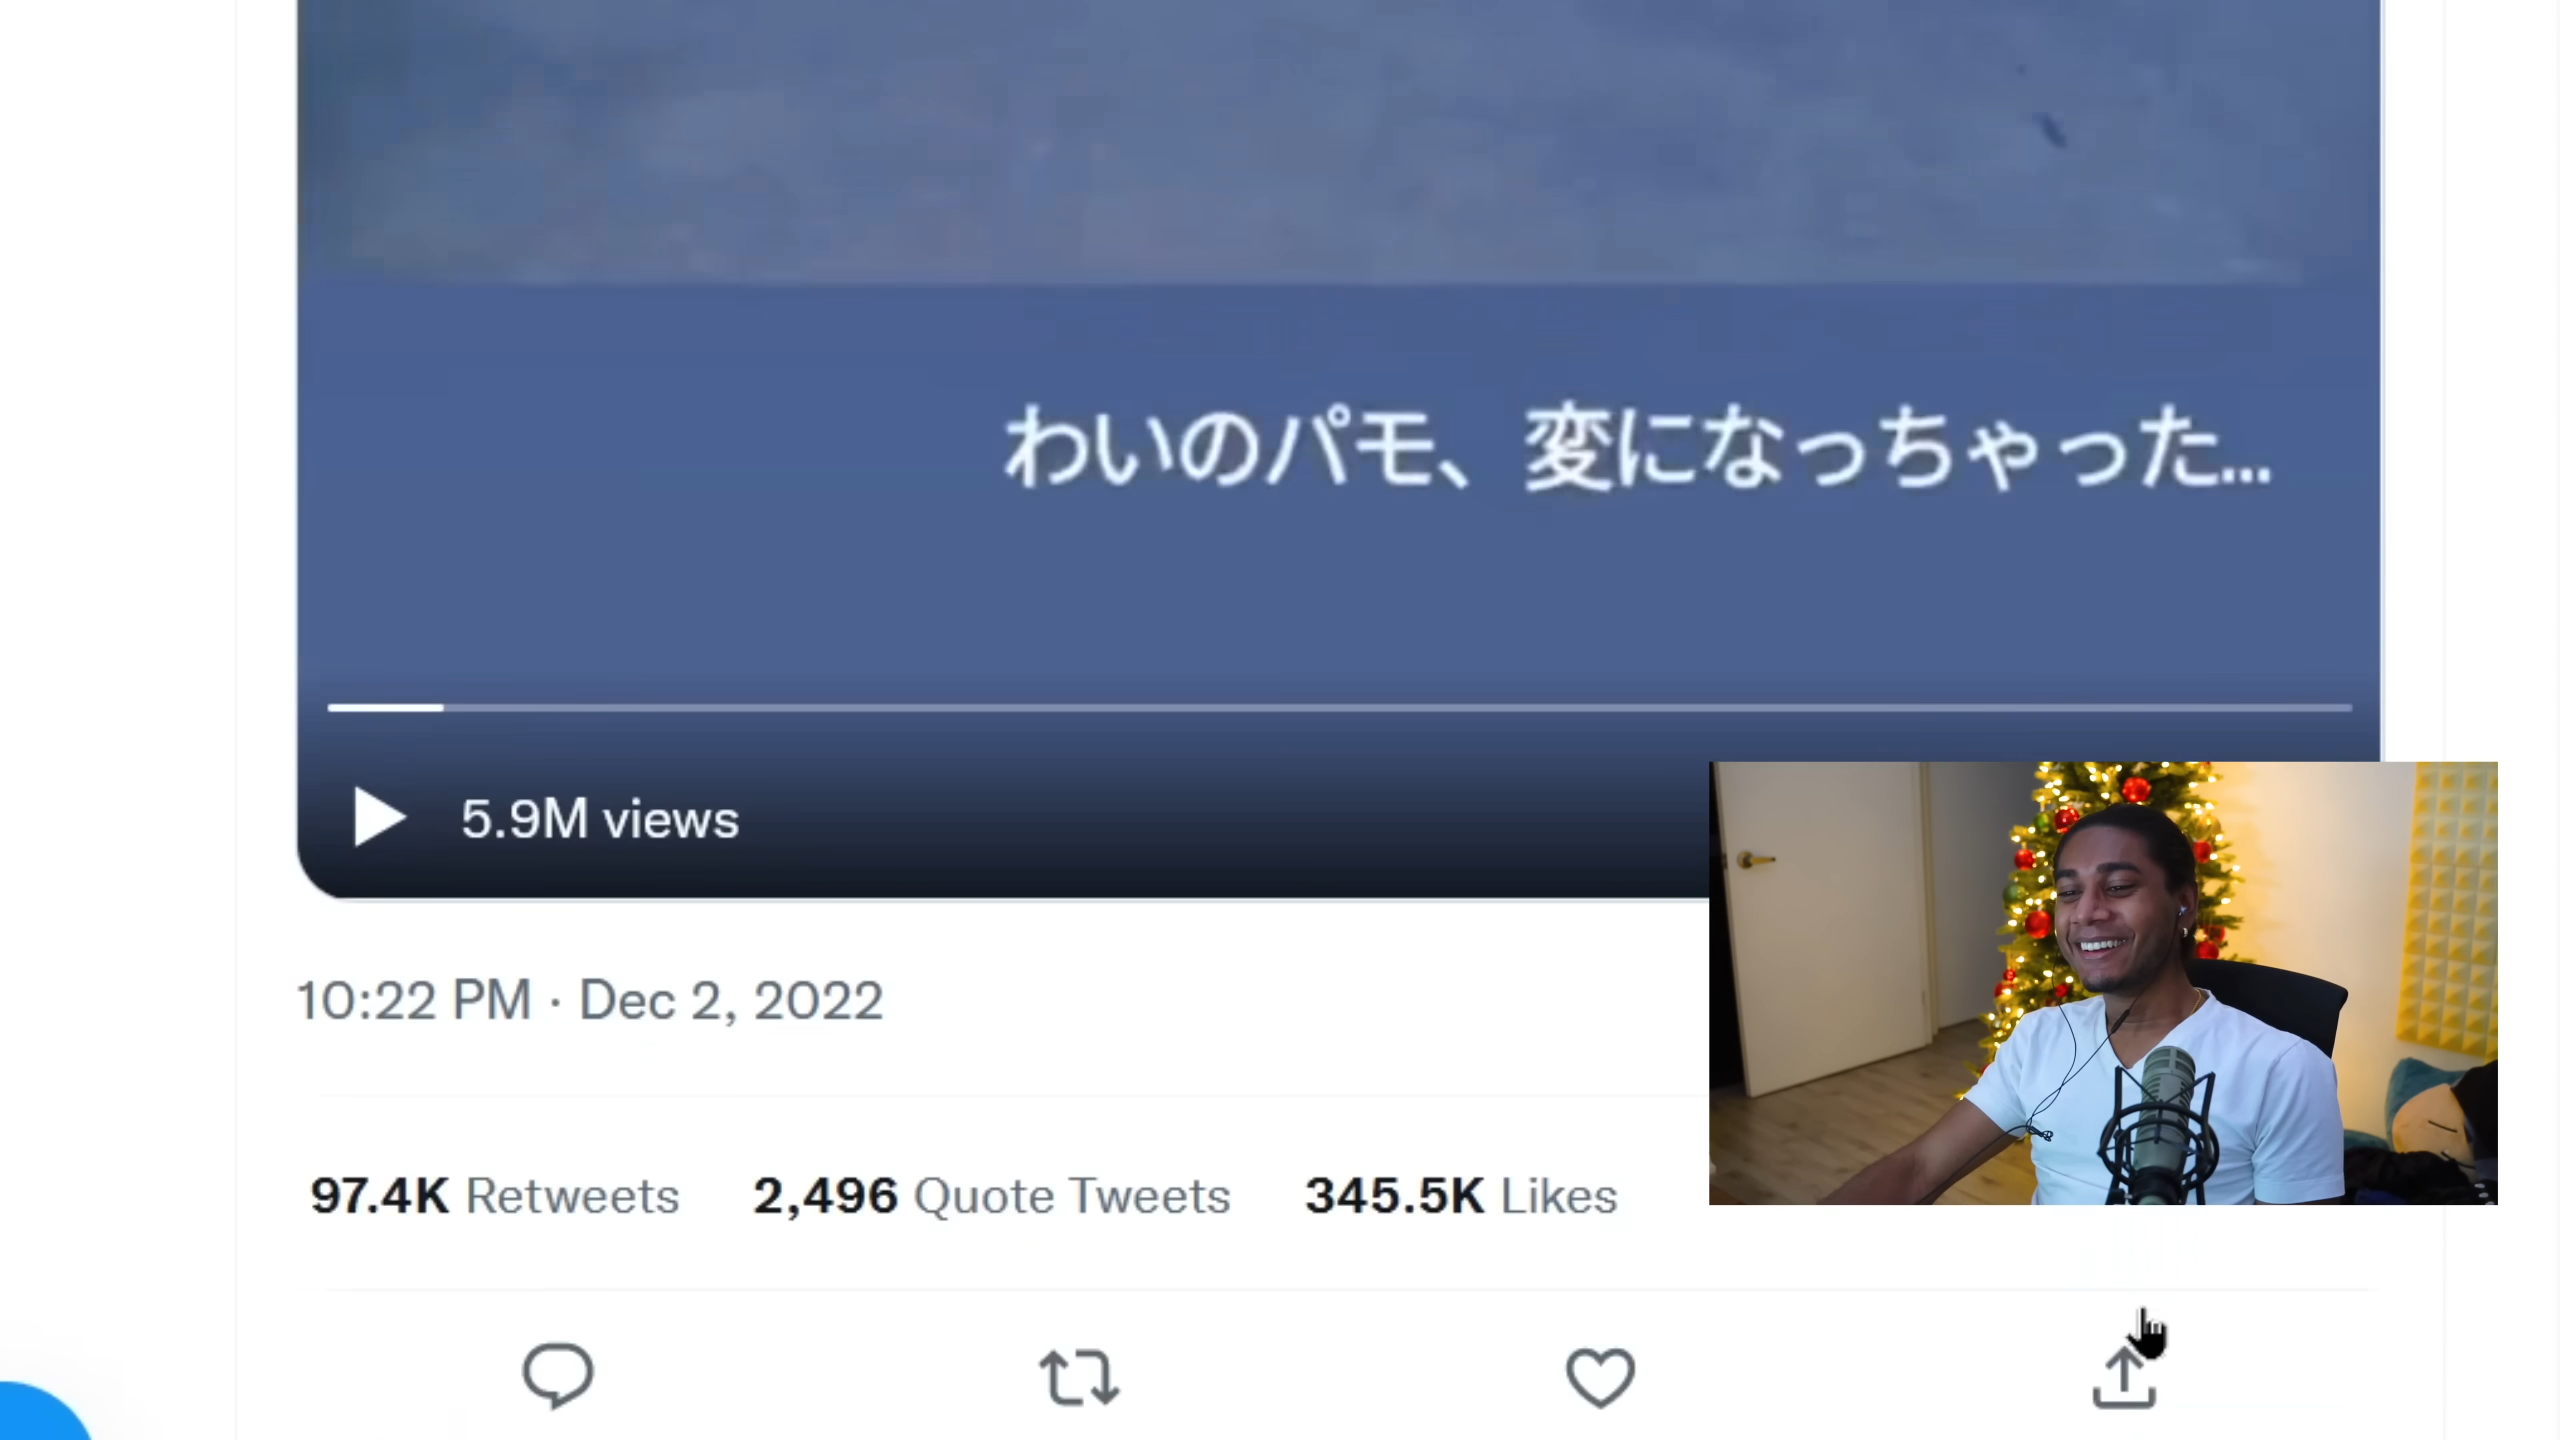 わいのパモ、変になっちゃった...
5.9M views
10:22 PM · Dec 2, 2022
97.4K Retweets 2,496 Quote Tweets 345.5K Likes